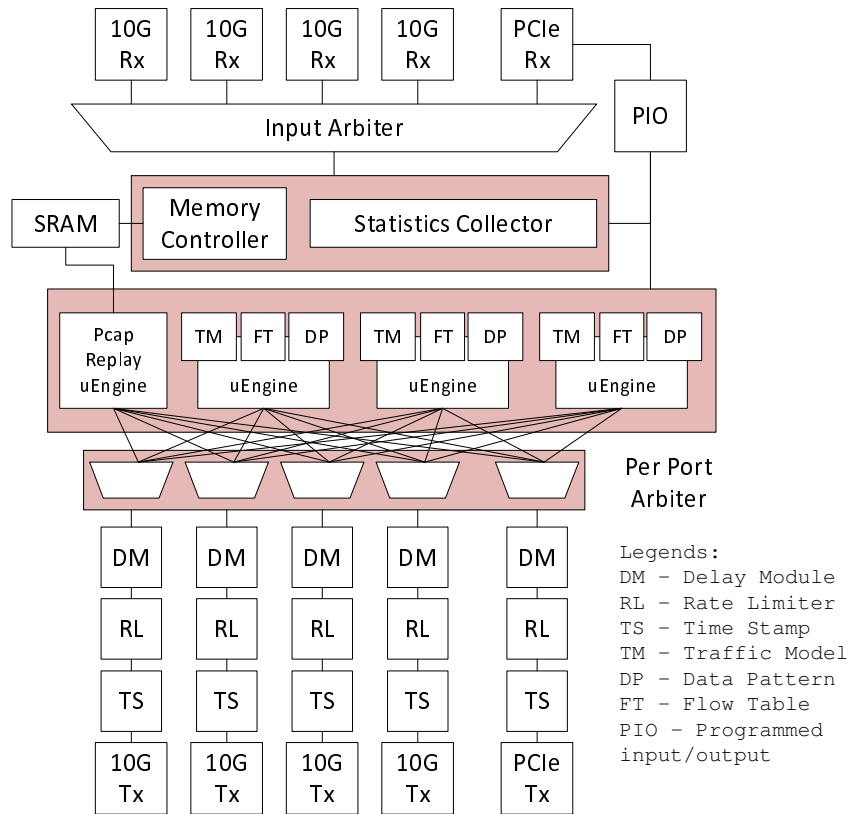 10G
Rx
10G
Rx
10G
Rx
10G
Rx
PCIe
Rx
Input Arbiter
PIO
SRAM
Memory
Controller
Statistics Collector
Pcap
Replay
uEngine
TM
FT
DP
uEngine
TM
FT
DP
uEngine
TM
FT
DP
uEngine
Per Port
Arbiter
DM
DM
DM
DM
DM
RL
RL
RL
RL
RL
TS
TS
TS
TS
TS
10G
Tx
10G
Tx
10G
Tx
10G
Tx
PCIe
Tx
Legends:
DM – Delay Module
RL – Rate Limiter
TS – Time Stamp
TM – Traffic Model
DP – Data Pattern
FT – Flow Table
PIO – Programmed
input/output